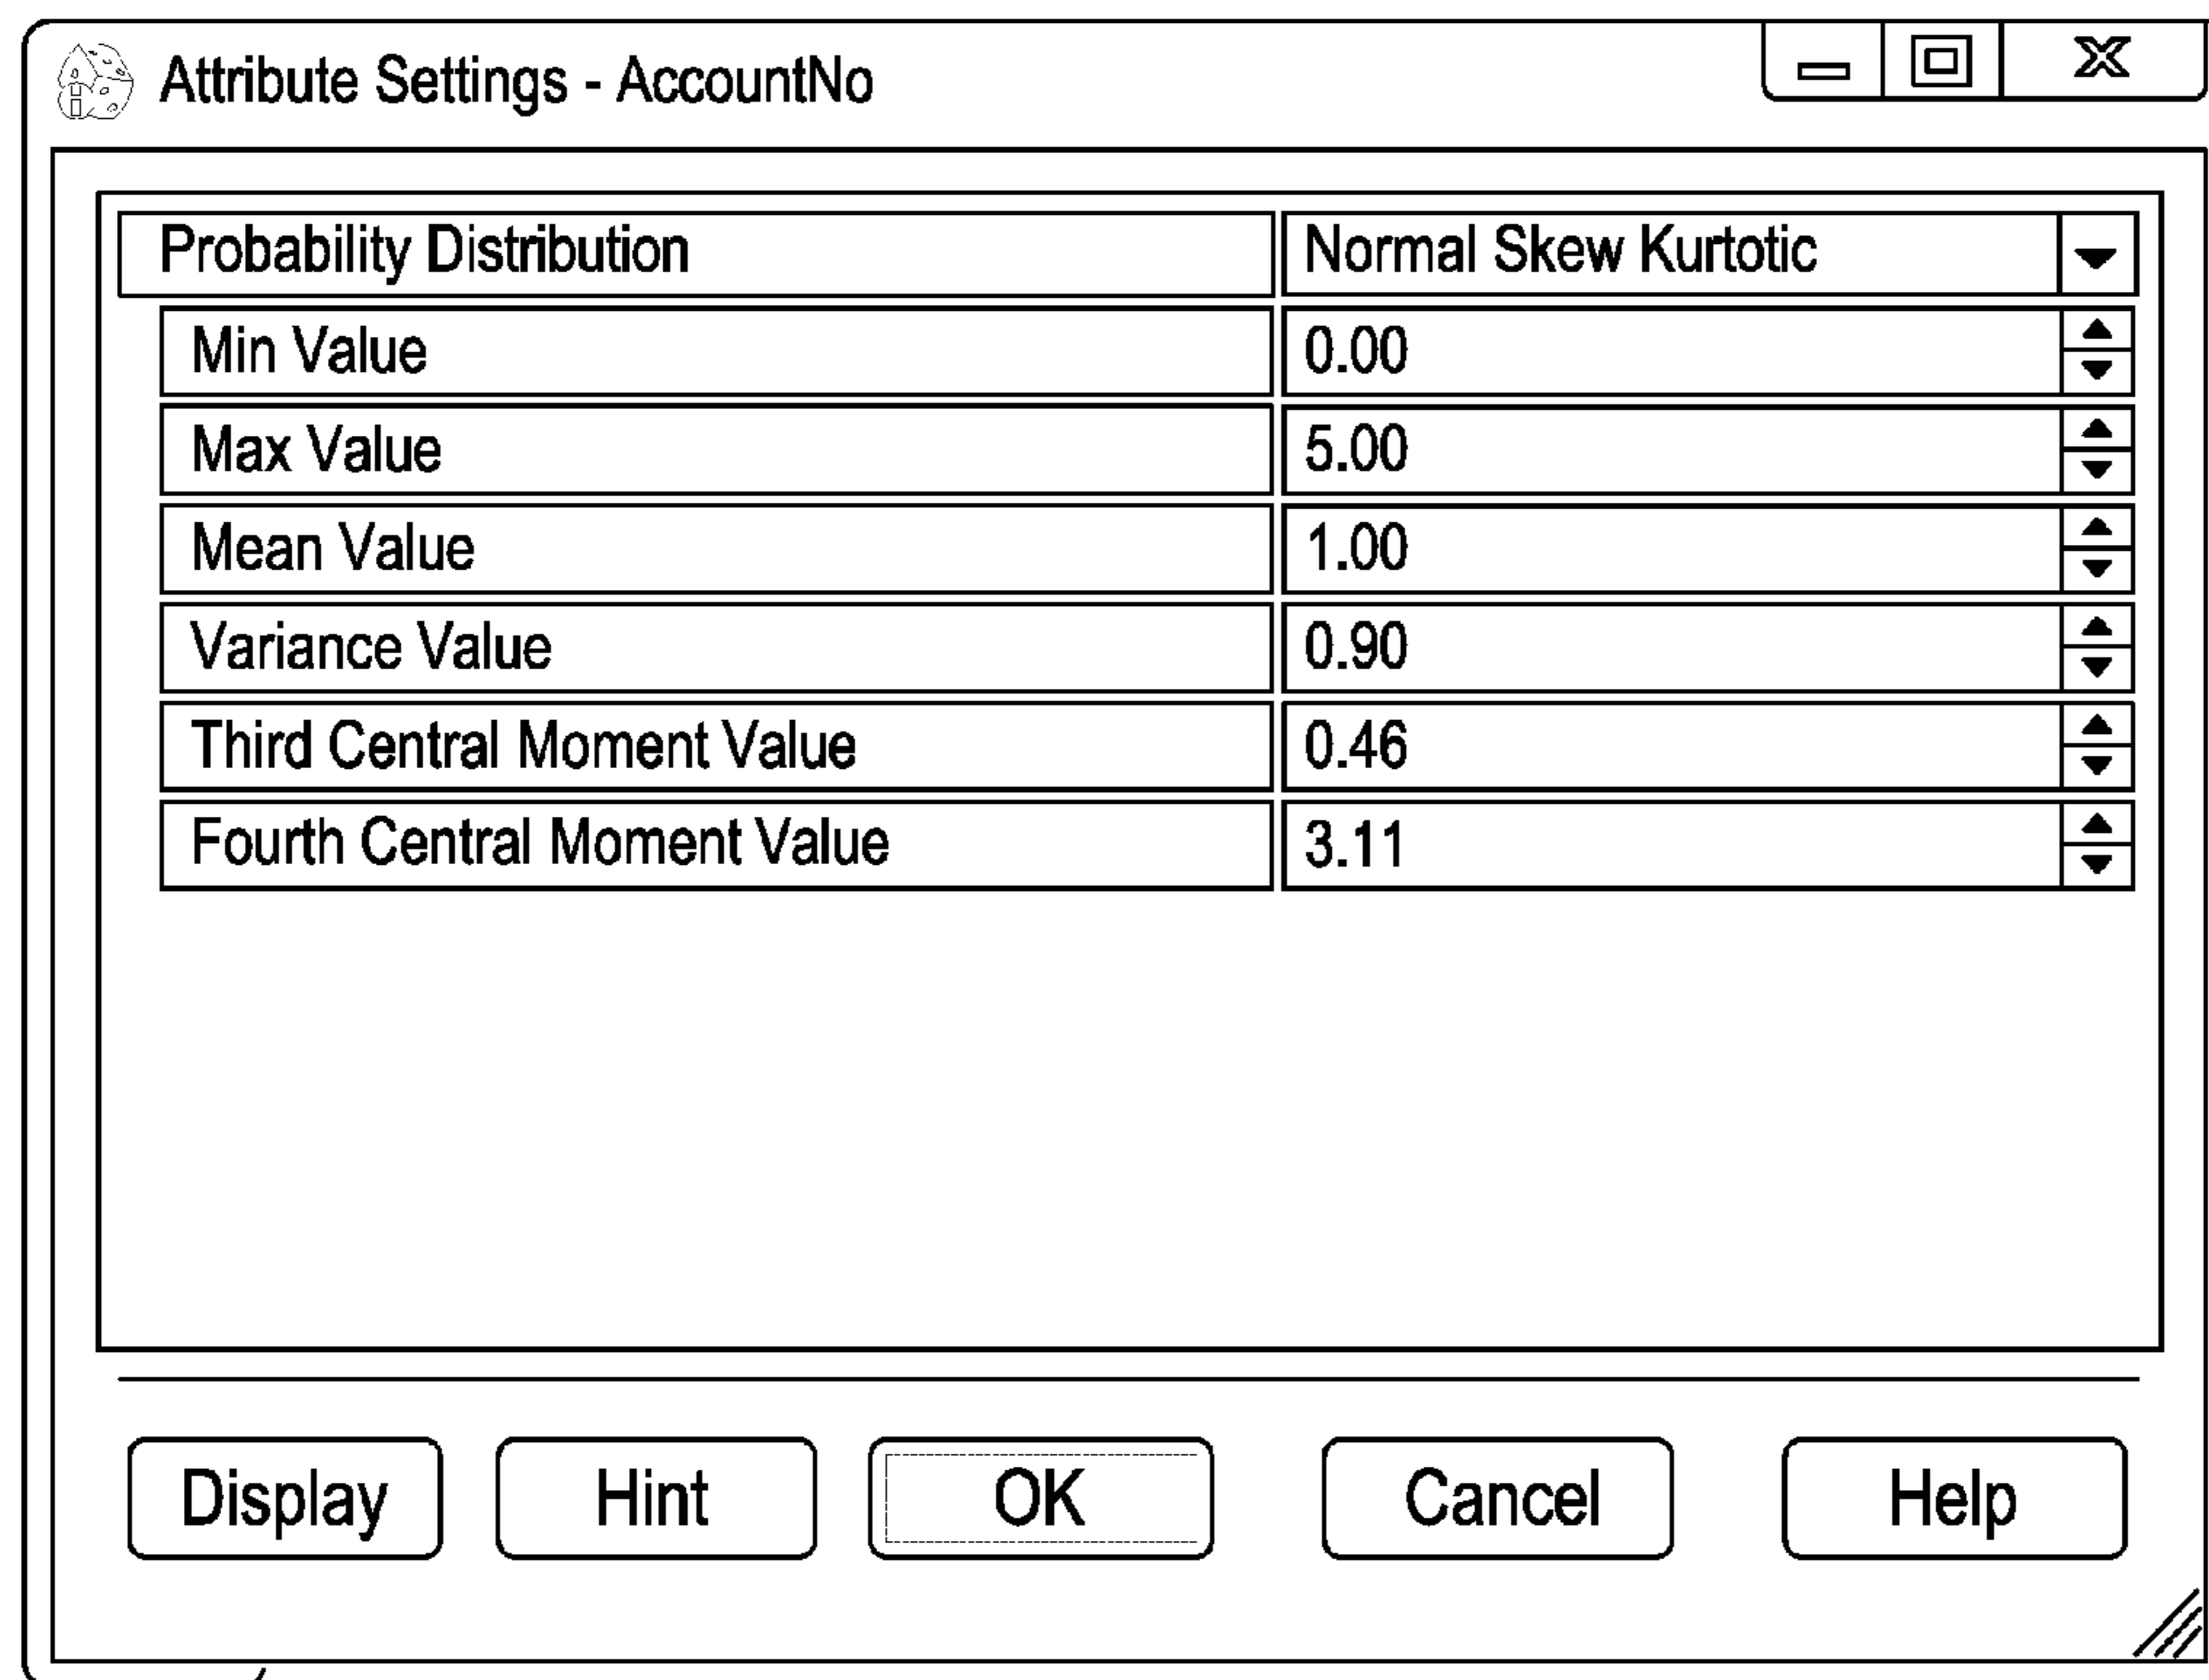 Attribute Settings - AccountNo
Probability Distribution Normal Skew Kurtotic
Min Value 0.00
Max Value 5.00
Mean Value 1.00
Variance Value 0.90
Third Central Moment Value 0.46
Fourth Central Moment Value 3.11
Display Hint OK Cancel Help